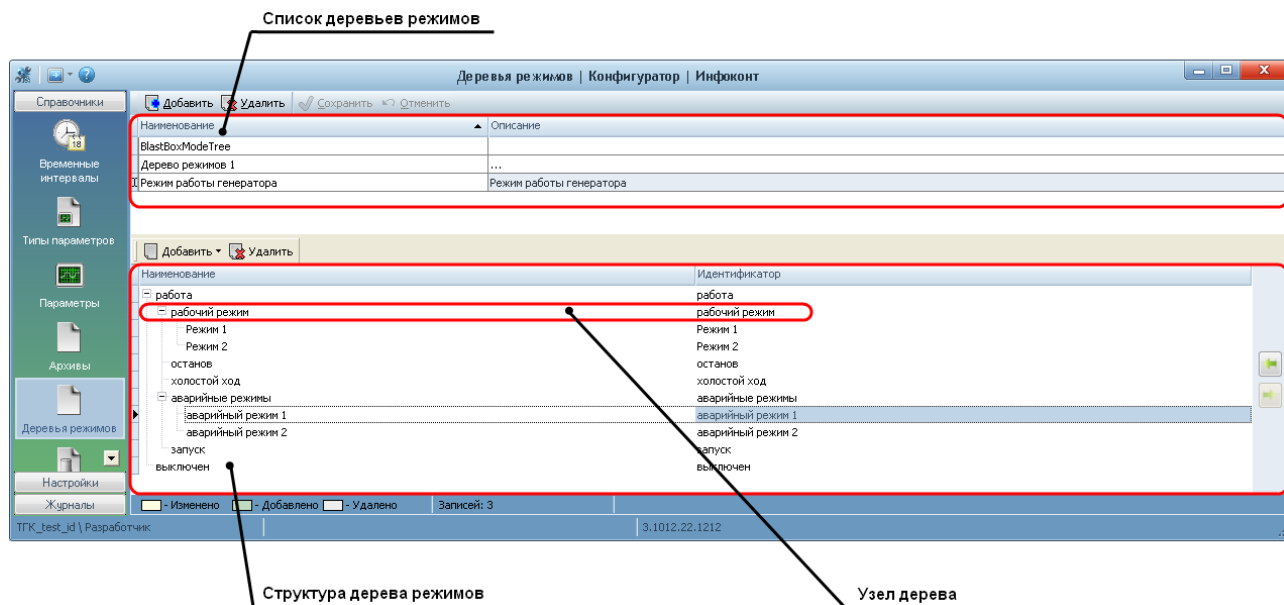 Список деревьев режимов
Деревья режимов | Конфигуратор | Инфоконт
Справочники
Добавить Удалить Сохранить Отменить
Наименование Описание
BlastBoxModeTree
Дерево режимов 1 ...
Режим работы генератора Режим работы генератора
18
Временные
интервалы
Типы параметров
Параметры
Архивы
Деревья режимов
Настройки
Журналы
Добавить Удалить
Наименование Идентификатор
работа работа
рабочий режим рабочий режим
Режим 1 Режим 1
Режим 2 Режим 2
останов останов
холостой ход холостой ход
аварийные режимы аварийные режимы
аварийный режим 1 аварийный режим 1
аварийный режим 2 аварийный режим 2
запуск запуск
выключен выключен
- Изменено - Добавлено - Удалено Записей: 3
ТГК_test_id \ Разработчик 3.1012.22.1212
Структура дерева режимов Узел дерева